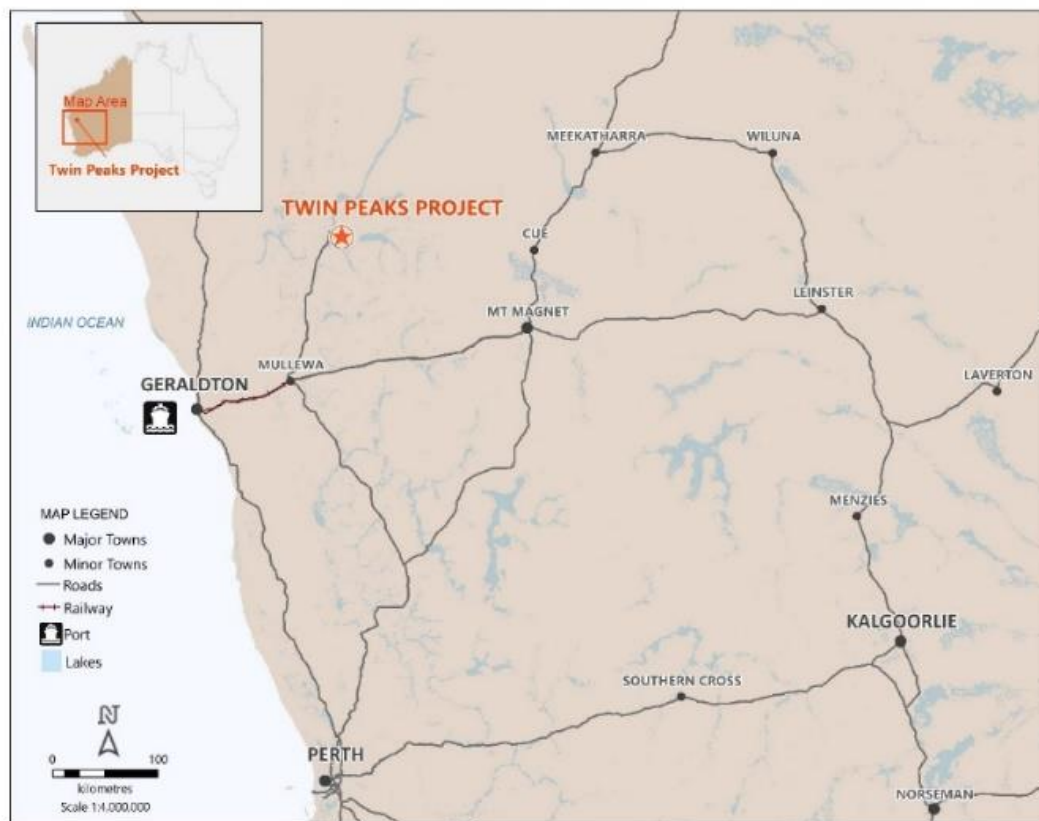 Map Area
Twin Peaks Project
MEEKATHARRA
WILUNA
TWIN PEAKS PROJECT
CUE
LEINSTER
MT MAGNET
INDIAN OCEAN
MULLEWA
LAVERTON
GERALDTON
MENZIES
MAP LEGEND
Major Towns
Minor Towns
Roads
Railway
Port
Lakes
KALGOORLIE
SOUTHERN CROSS
N
PERTH
0 100
kilometres
Scale 1:4,000,000
NORSEMAN